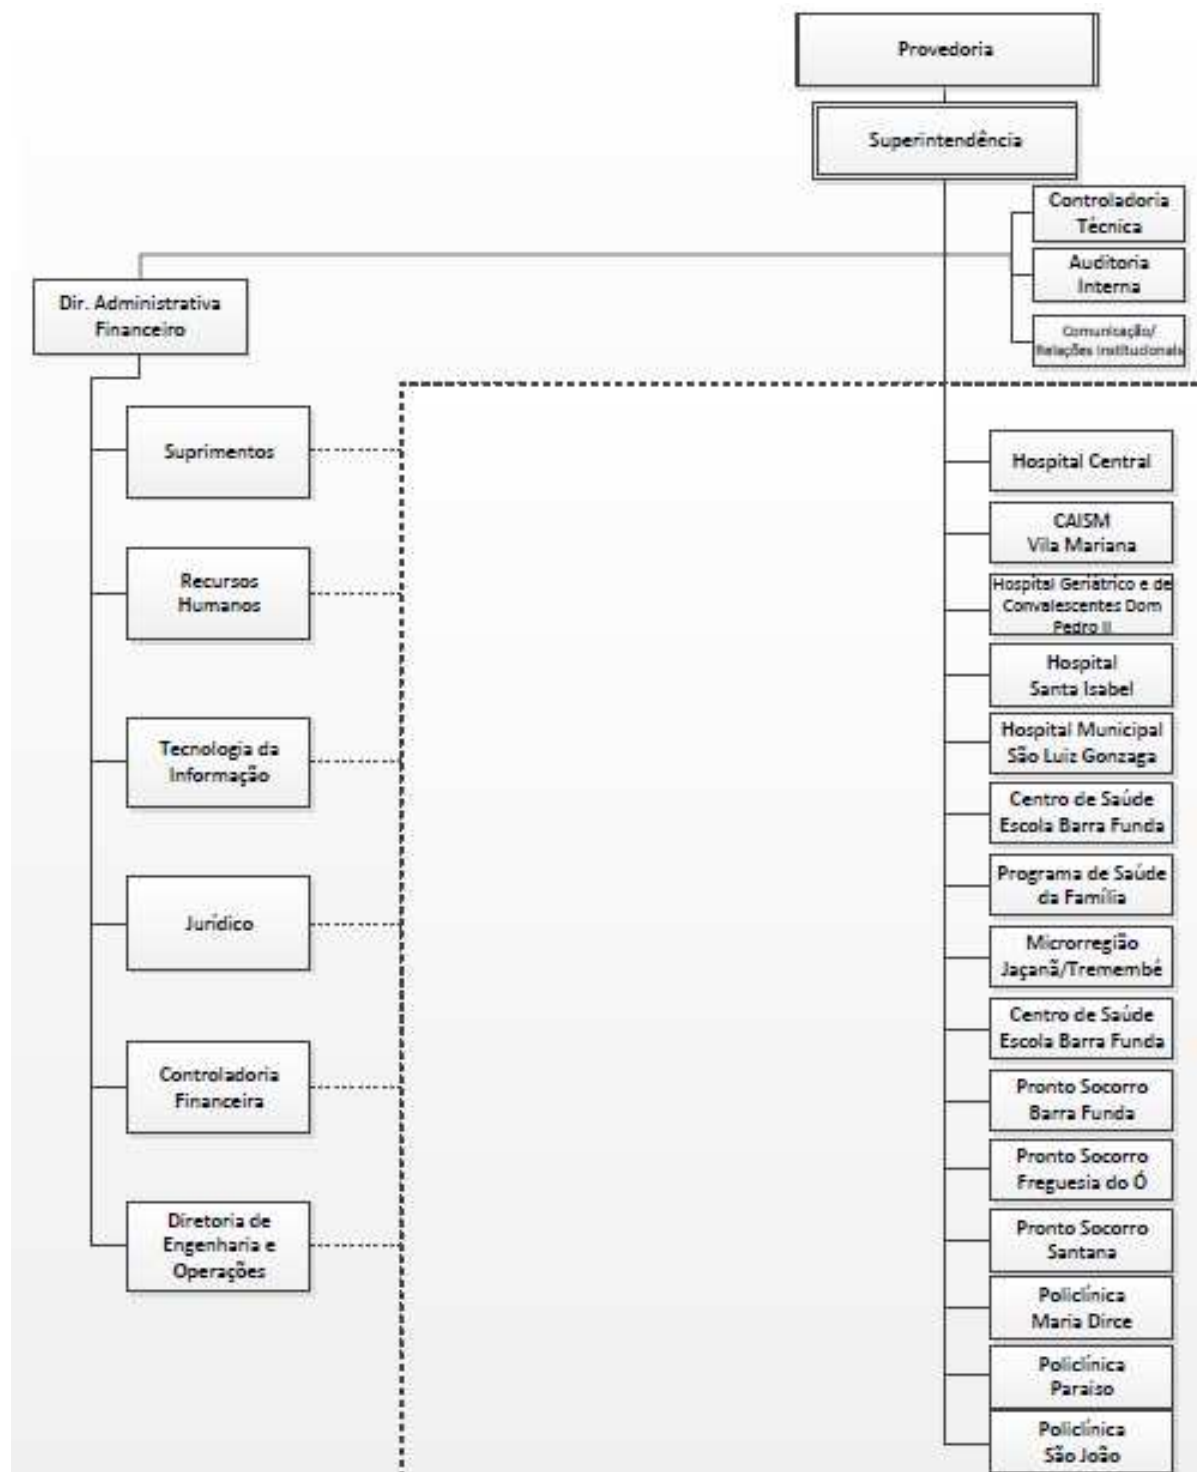 Provedoria
Superintendência
Controladoria
Técnica
Auditoria
Interna
Comunicação/
Relações Institucionais
Dir. Administrativa
Financeiro
Suprimentos
Recursos
Humanos
Tecnologia da
Informação
Jurídico
Controladoria
Financeira
Diretoria de
Engenharia e
Operações
Hospital Central
CAISM
Vila Mariana
Hospital Geriátrico e de
Convalescentes Dom
Pedro II
Hospital
Santa Isabel
Hospital Municipal
São Luiz Gonzaga
Centro de Saúde
Escola Barra Funda
Programa de Saúde
da Família
Microrregião
Jaçanã/Tremembé
Centro de Saúde
Escola Barra Funda
Pronto Socorro
Barra Funda
Pronto Socorro
Freguesia do Ó
Pronto Socorro
Santana
Policlínica
Maria Dirce
Policlínica
Paraiso
Policlínica
São João